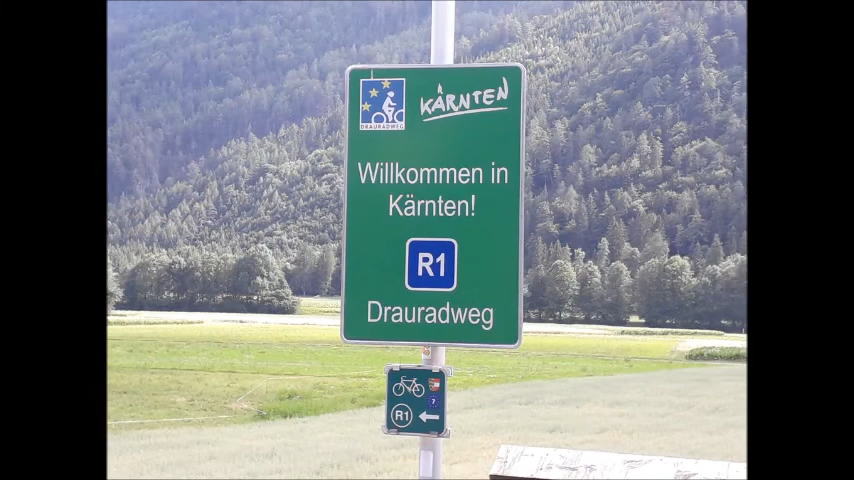 DRAURADWEG
KÄRNTEN
Willkommen in
Kärnten!
R1
Drauradweg
7
R1